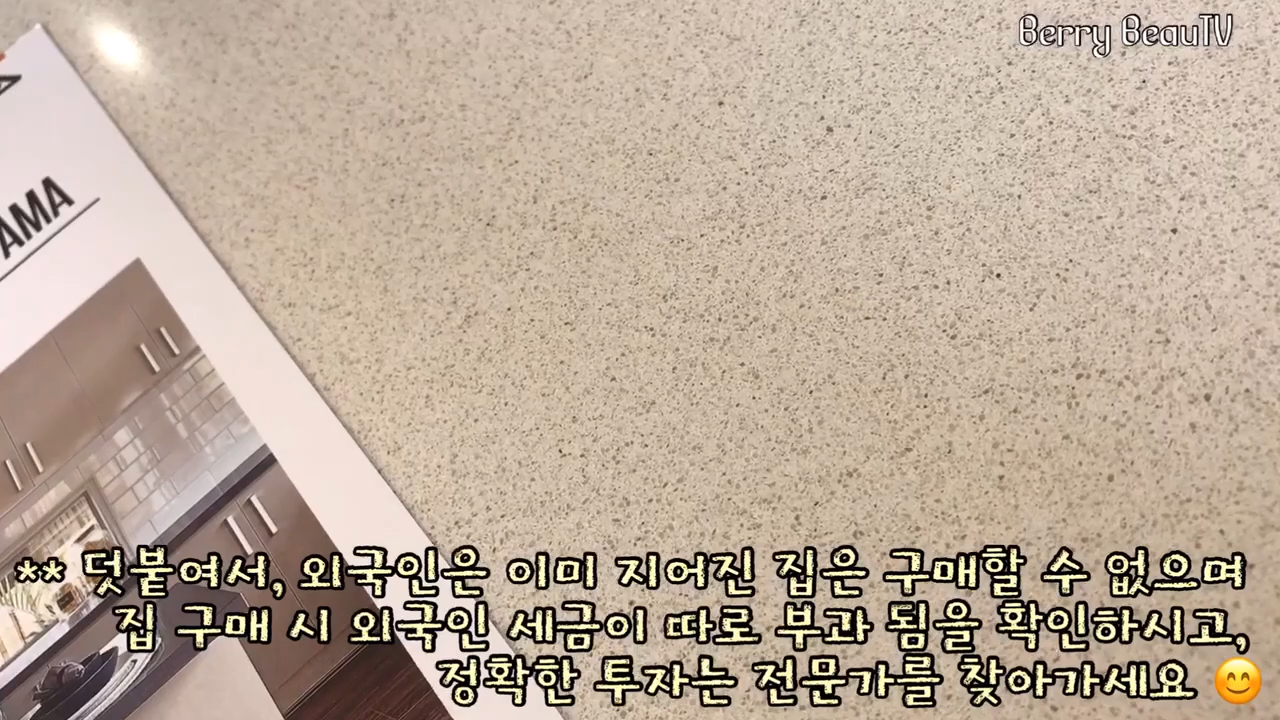 Berry BeauTV
AMA
** 덧붙여서, 외국인은 이미 지어진 집은 구매할 수 없으며
집 구매 시 외국인 세금이 따로 부과 됨을 확인하시고,
정확한 투자는 전문가를 찾아가세요 😊